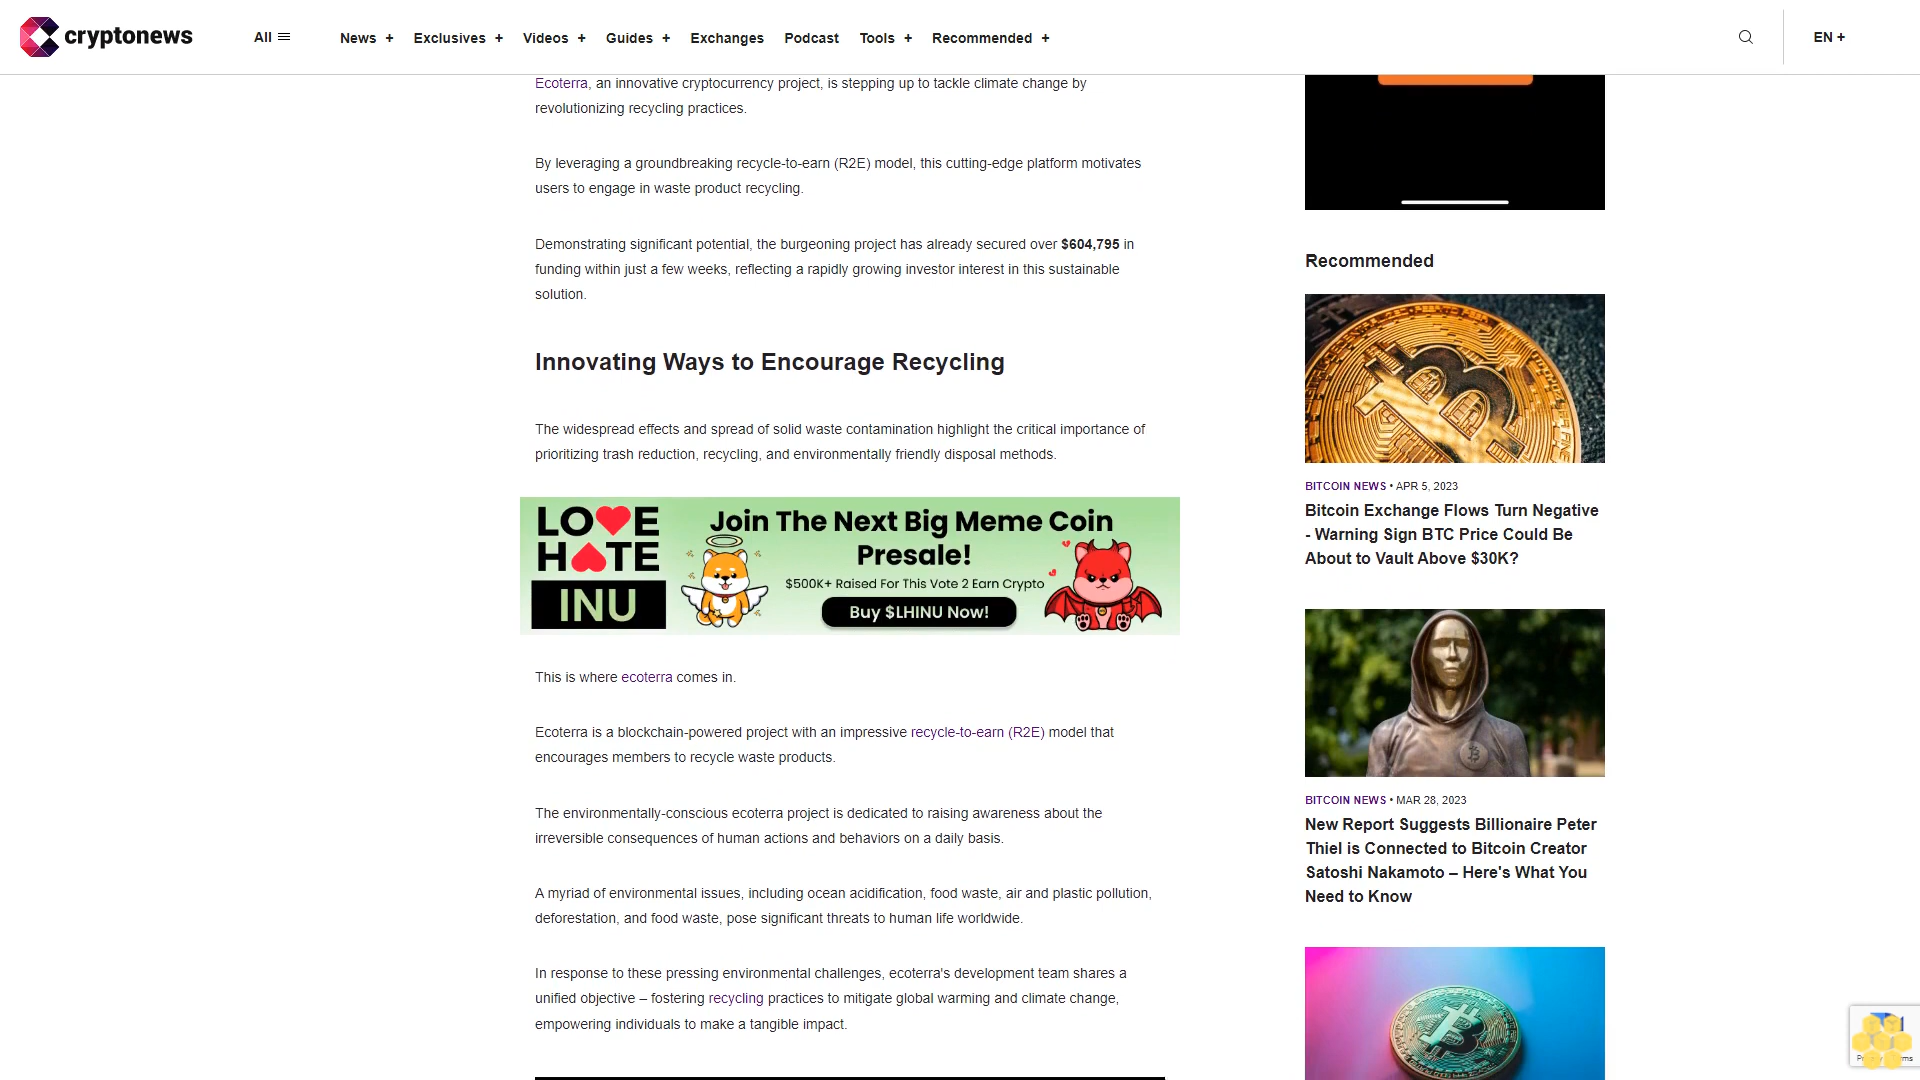 cryptonews
All
News +
Exclusives +
Videos +
Guides +
Exchanges
Podcast
Tools +
Recommended +
EN +
Ecoterra, an innovative cryptocurrency project, is stepping up to tackle climate change by
revolutionizing recycling practices.
By leveraging a groundbreaking recycle-to-earn (R2E) model, this cutting-edge platform motivates
users to engage in waste product recycling.
Demonstrating significant potential, the burgeoning project has already secured over $604,795 in
funding within just a few weeks, reflecting a rapidly growing investor interest in this sustainable
solution.
Innovating Ways to Encourage Recycling
The widespread effects and spread of solid waste contamination highlight the critical importance of
prioritizing trash reduction, recycling, and environmentally friendly disposal methods.
LOVE
HATE
INU
Join The Next Big Meme Coin
Presale!
$500K+ Raised For This Vote 2 Earn Crypto
Buy $LHINU Now!
This is where ecoterra comes in.
Ecoterra is a blockchain-powered project with an impressive recycle-to-earn (R2E) model that
encourages members to recycle waste products.
The environmentally-conscious ecoterra project is dedicated to raising awareness about the
irreversible consequences of human actions and behaviors on a daily basis.
A myriad of environmental issues, including ocean acidification, food waste, air and plastic pollution,
deforestation, and food waste, pose significant threats to human life worldwide.
In response to these pressing environmental challenges, ecoterra's development team shares a
unified objective – fostering recycling practices to mitigate global warming and climate change,
empowering individuals to make a tangible impact.
Recommended
BITCOIN NEWS • APR 5, 2023
Bitcoin Exchange Flows Turn Negative
- Warning Sign BTC Price Could Be
About to Vault Above $30K?
BITCOIN NEWS • MAR 28, 2023
New Report Suggests Billionaire Peter
Thiel is Connected to Bitcoin Creator
Satoshi Nakamoto – Here's What You
Need to Know